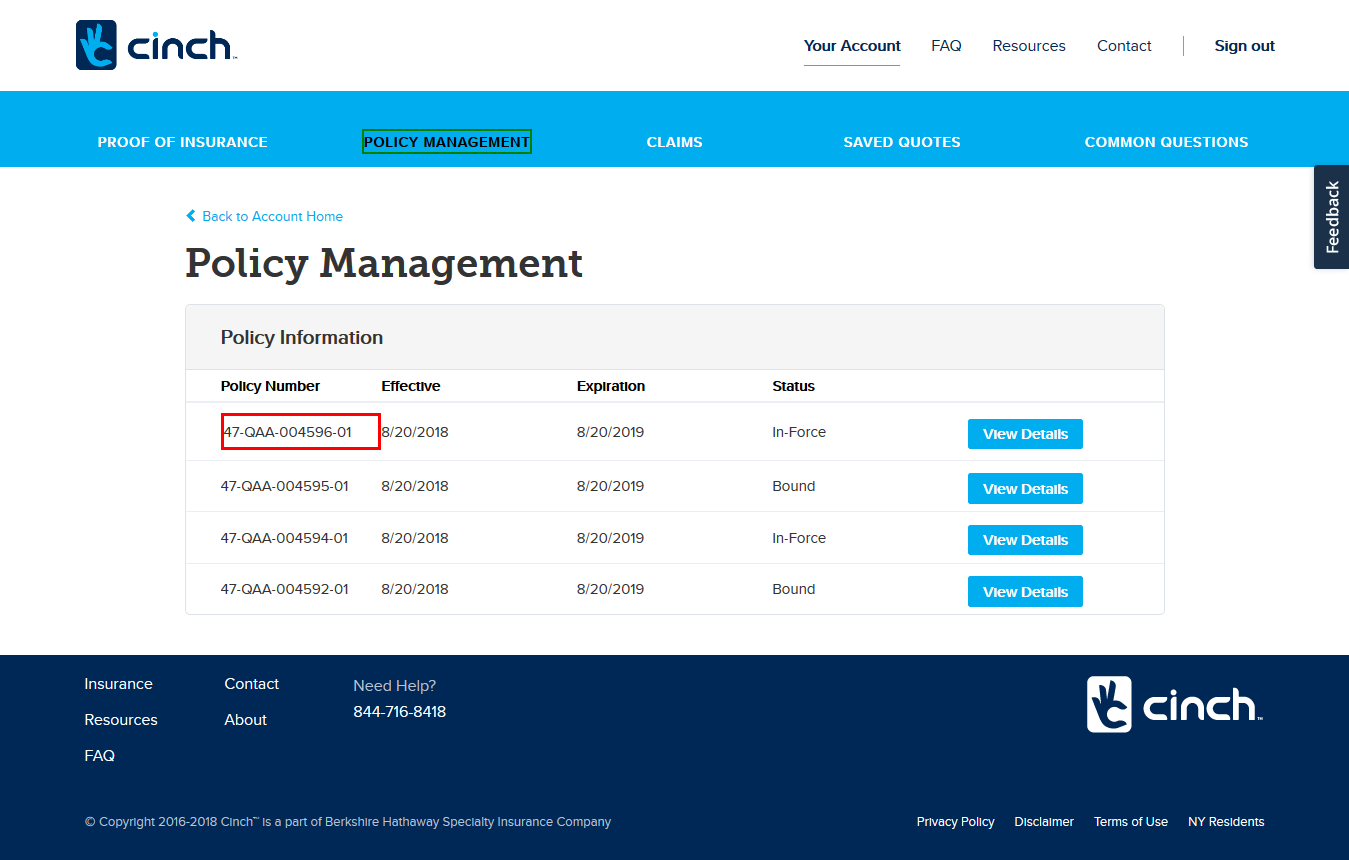 cinch™
Your Account FAQ Resources Contact Sign out
PROOF OF INSURANCE POLICY MANAGEMENT CLAIMS SAVED QUOTES COMMON QUESTIONS
Feedback
Back to Account Home
Policy Management
Policy Information
Policy Number Effective Expiration Status
47-QAA-004596-01 8/20/2018 8/20/2019 In-Force View Details
47-QAA-004595-01 8/20/2018 8/20/2019 Bound View Details
47-QAA-004594-01 8/20/2018 8/20/2019 In-Force View Details
47-QAA-004592-01 8/20/2018 8/20/2019 Bound View Details
Insurance Contact Need Help?
844-716-8418
Resources About
FAQ
cinch™
© Copyright 2016-2018 Cinch™ is a part of Berkshire Hathaway Specialty Insurance Company
Privacy Policy Disclaimer Terms of Use NY Residents